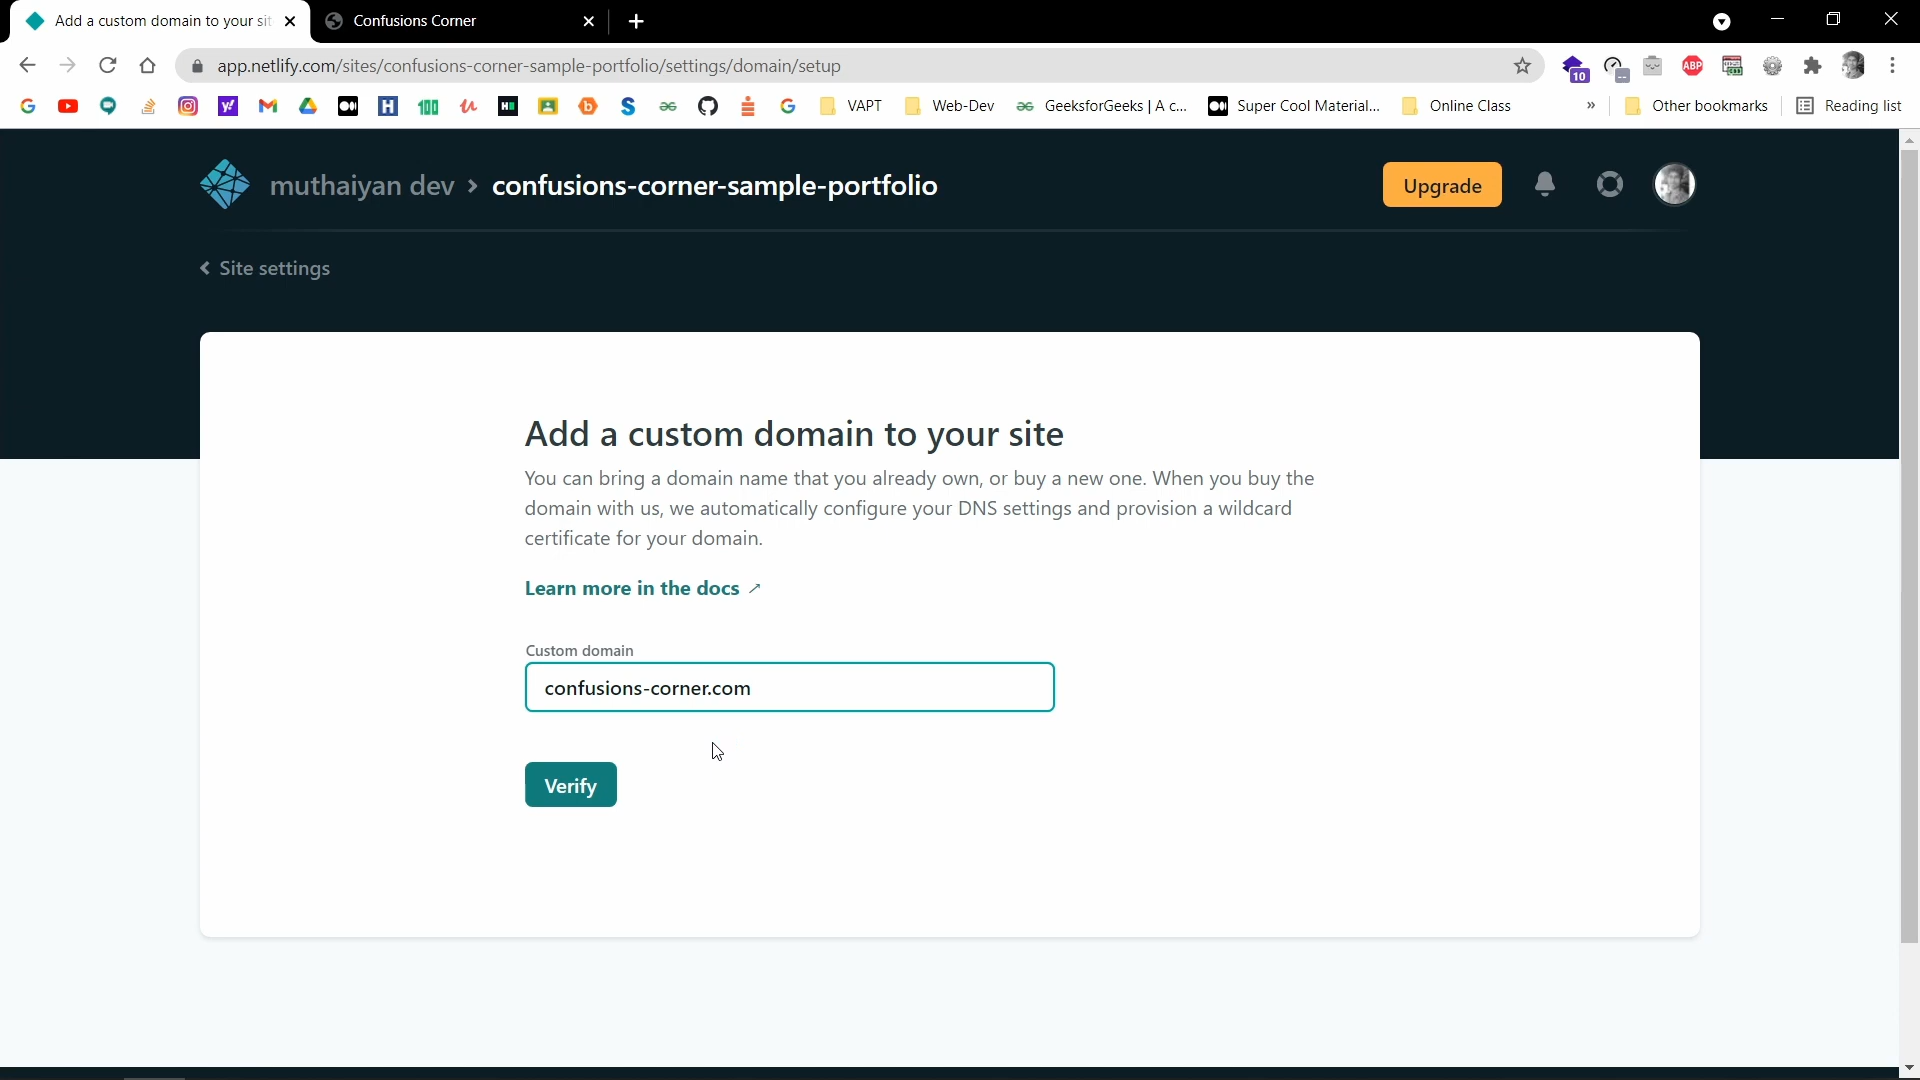 Add a custom domain to your sit
Confusions Corner
app.netlify.com/sites/confusions-corner-sample-portfolio/settings/domain/setup
10
ABP
VAPT
Web-Dev
GeeksforGeeks | A c...
Super Cool Material...
Online Class
»
Other bookmarks
Reading list
muthaiyan dev > confusions-corner-sample-portfolio
Upgrade
Site settings
Add a custom domain to your site
You can bring a domain name that you already own, or buy a new one. When you buy the
domain with us, we automatically configure your DNS settings and provision a wildcard
certificate for your domain.
Learn more in the docs ↗
Custom domain
confusions-corner.com
Verify